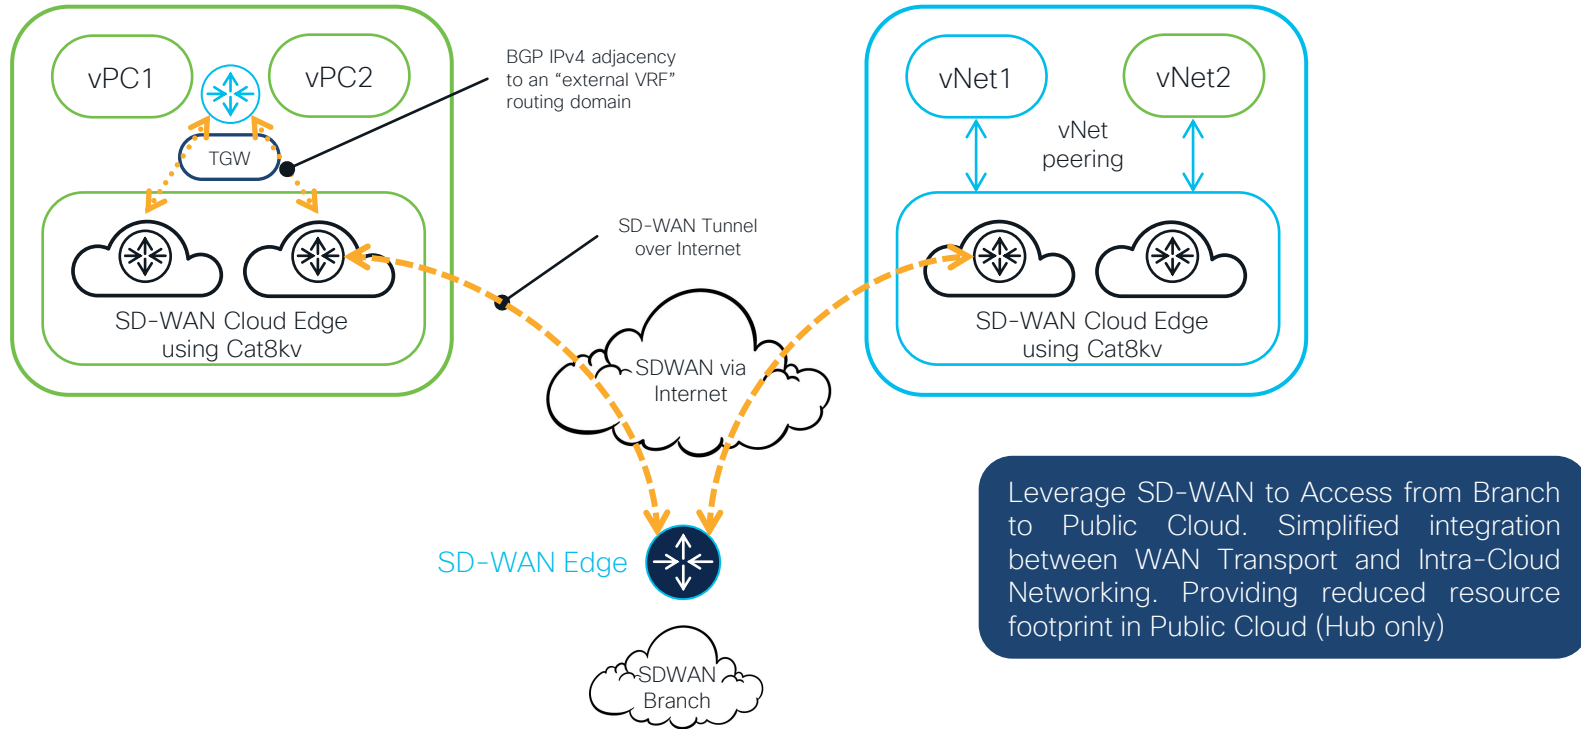 vPC1
vPC2
TGW
BGP IPv4 adjacency
to an “external VRF”
routing domain
SD-WAN Cloud Edge
using Cat8kv
SD-WAN Tunnel
over Internet
vNet1
vNet2
vNet
peering
SD-WAN Cloud Edge
using Cat8kv
SDWAN via
Internet
SD-WAN Edge
SDWAN
Branch
Leverage SD-WAN to Access from Branch
to Public Cloud. Simplified integration
between WAN Transport and Intra-Cloud
Networking. Providing reduced resource
footprint in Public Cloud (Hub only)